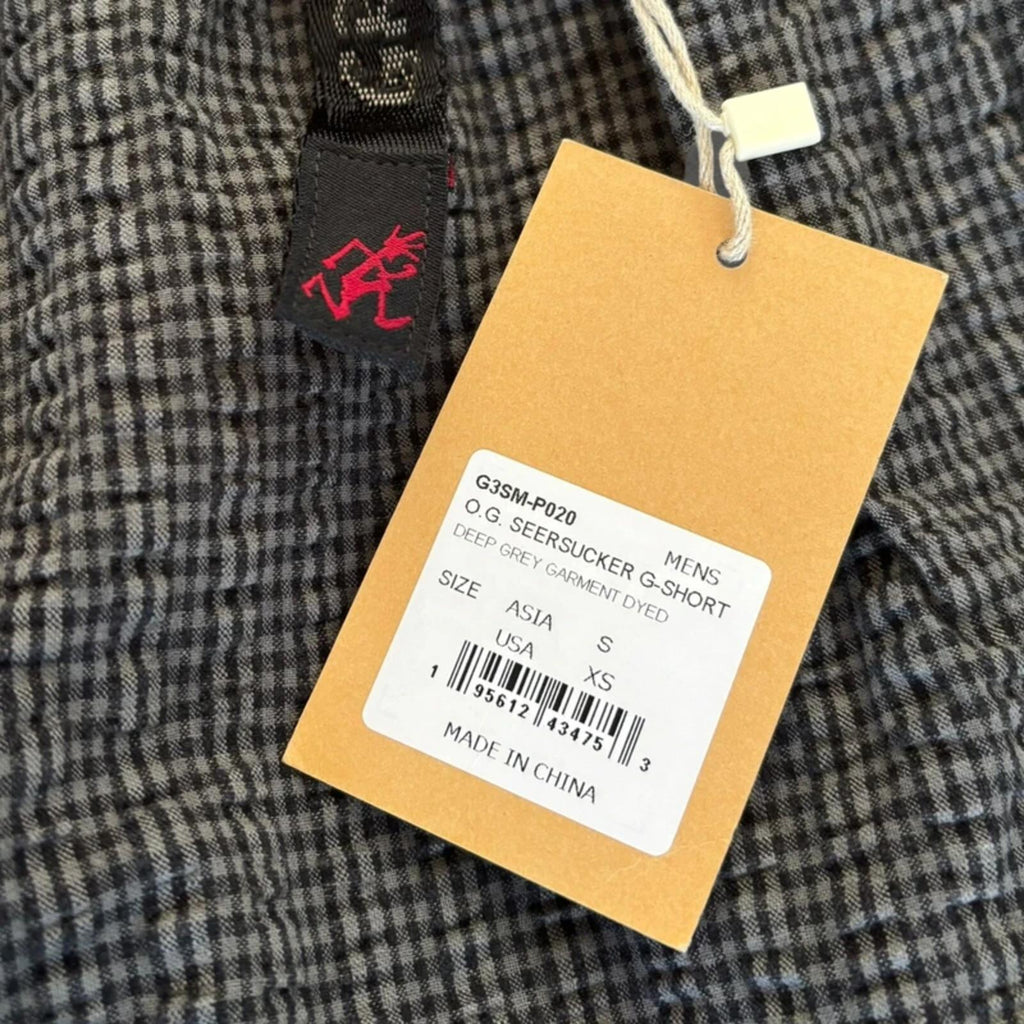 G3SM-P020
MENS
O.G. SEERSUCKER G-SHORT
DEEP GREY GARMENT DYED
SIZE ASIA S
USA XS
1 95612 43475 3
MADE IN CHINA